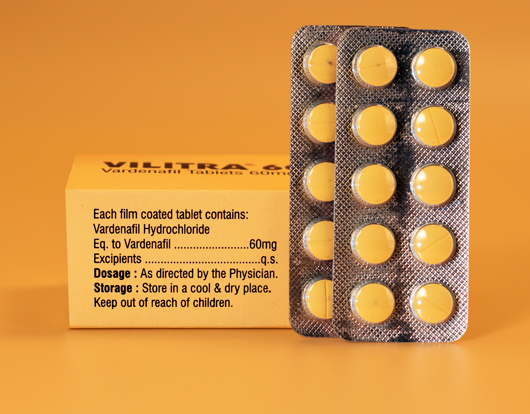 VILITRA®
Vardenafil Tablets
Each film coated tablet contains:
Vardenafil Hydrochloride
Eq. to Vardenafil .........................60mg
Excipients ......................................q.s.
Dosage : As directed by the Physician.
Storage : Store in a cool & dry place.
Keep out of reach of children.